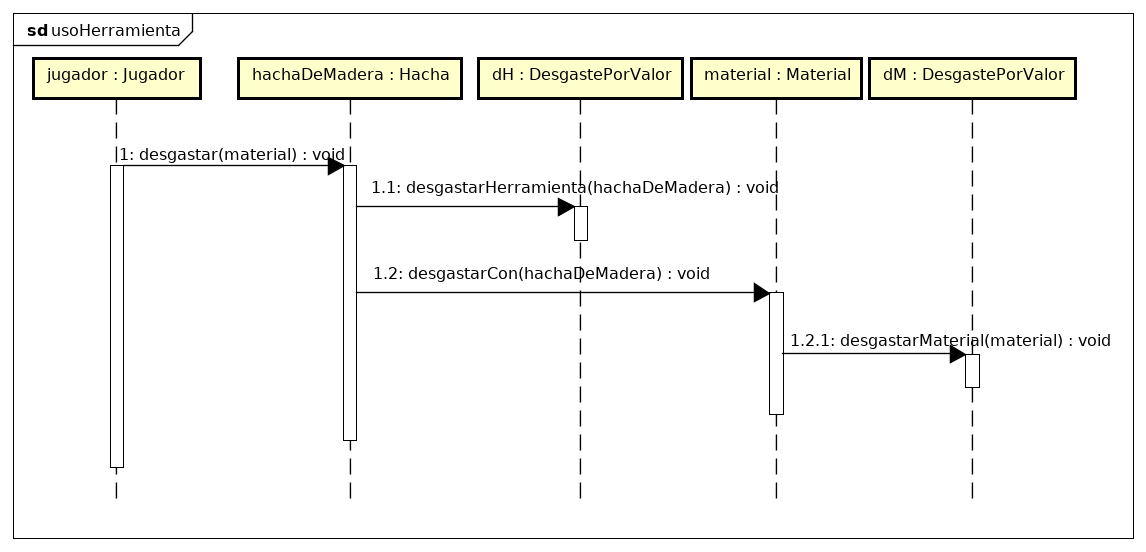 sd usoHerramienta
jugador : Jugador
hachaDeMadera : Hacha
dH : DesgastePorValor
material : Material
dM : DesgastePorValor
1: desgastar(material) : void
1.1: desgastarHerramienta(hachaDeMadera) : void
1.2: desgastarCon(hachaDeMadera) : void
1.2.1: desgastarMaterial(material) : void